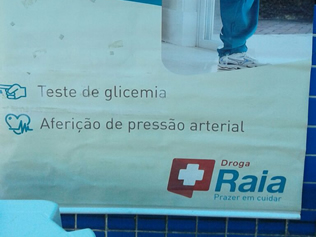 Teste de glicemia
Aferição de pressão arterial
Droga
Raia
Prazer em cuidar